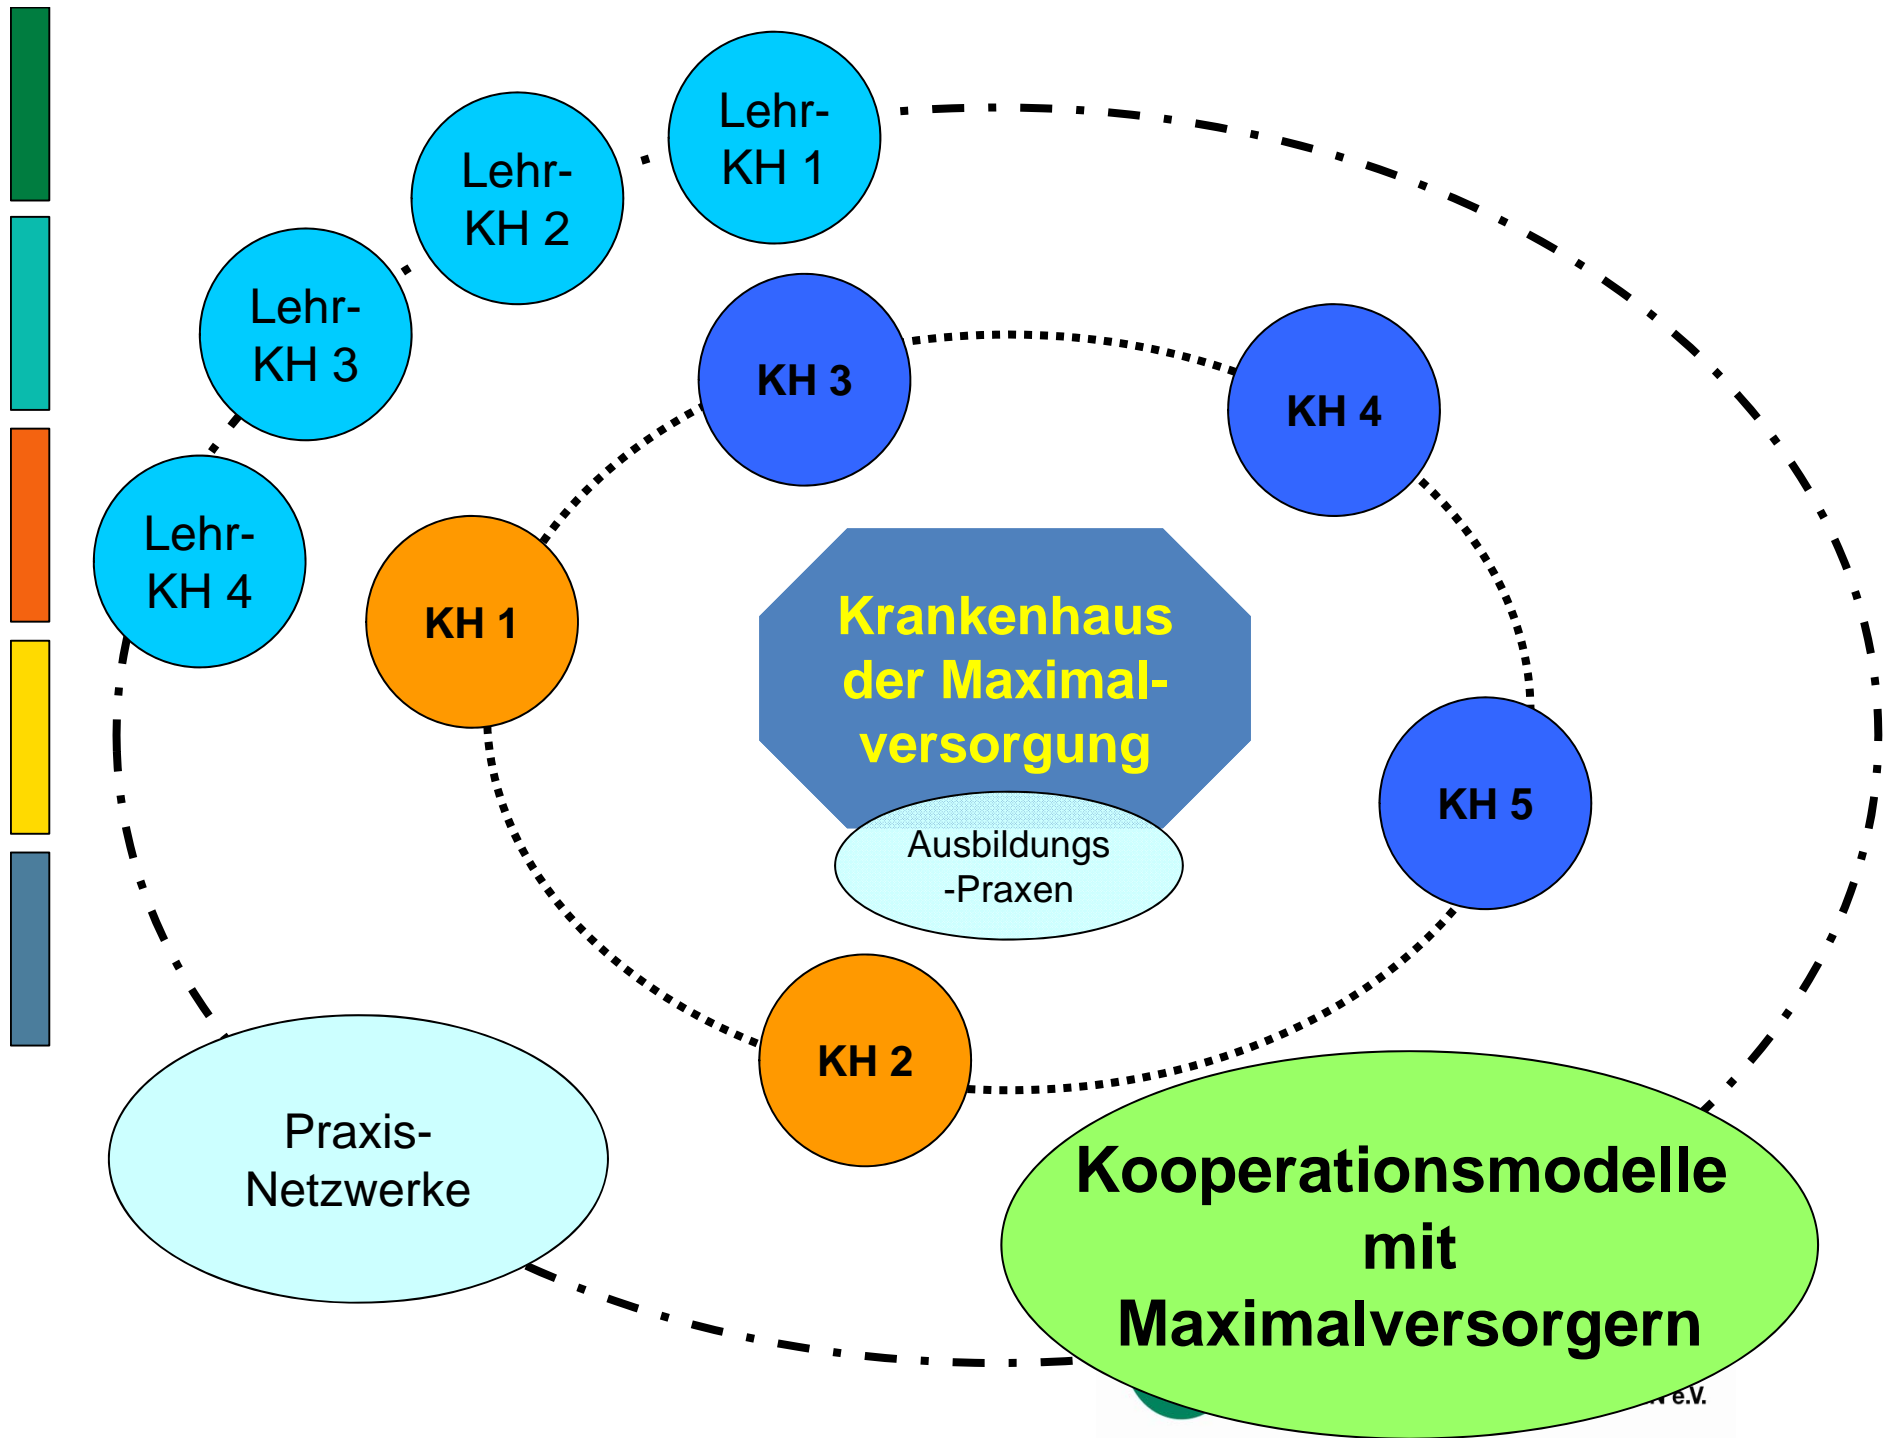 Lehr-
KH 1
Lehr-
KH 2
Lehr-
KH 3
Lehr-
KH 4
KH 3
KH 4
KH 1
Krankenhaus
der Maximal-
versorgung
KH 5
Ausbildungs
-Praxen
KH 2
Praxis-
Netzwerke
Kooperationsmodelle
mit
Maximalversorgern
e.V.